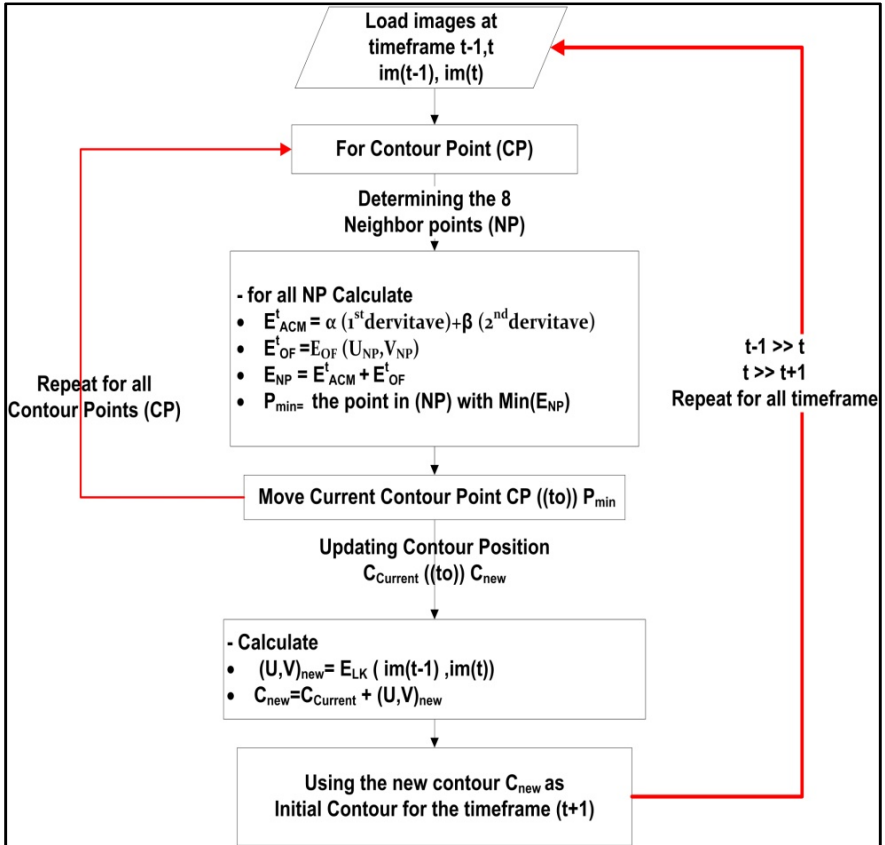 Load images at
timeframe t-1,t
im(t-1), im(t)
For Contour Point (CP)
Determining the 8
Neighbor points (NP)
- for all NP Calculate
• E^t_ACM = α (1^st dervitave)+β (2^nd dervitave)
• E^t_OF =E_OF (U_NP,V_NP)
• E_NP = E^t_ACM + E^t_OF
• P_min= the point in (NP) with Min(E_NP)
Repeat for all
Contour Points (CP)
t-1 >> t
t >> t+1
Repeat for all timeframe
Move Current Contour Point CP ((to)) P_min
Updating Contour Position
C_Current ((to)) C_new
- Calculate
• (U,V)_new= E_LK ( im(t-1) ,im(t))
• C_new=C_Current + (U,V)_new
Using the new contour C_new as
Initial Contour for the timeframe (t+1)